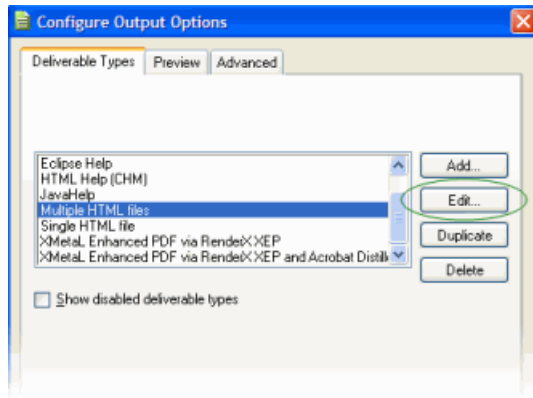 Configure Output Options
Deliverable Types Preview Advanced
Eclipse Help
HTML Help (CHM)
JavaHelp
Multiple HTML files
Single HTML file
XMetaL Enhanced PDF via RenderX XEP
XMetaL Enhanced PDF via RenderX XEP and Acrobat Distill
Add...
Edit...
Duplicate
Delete
Show disabled deliverable types